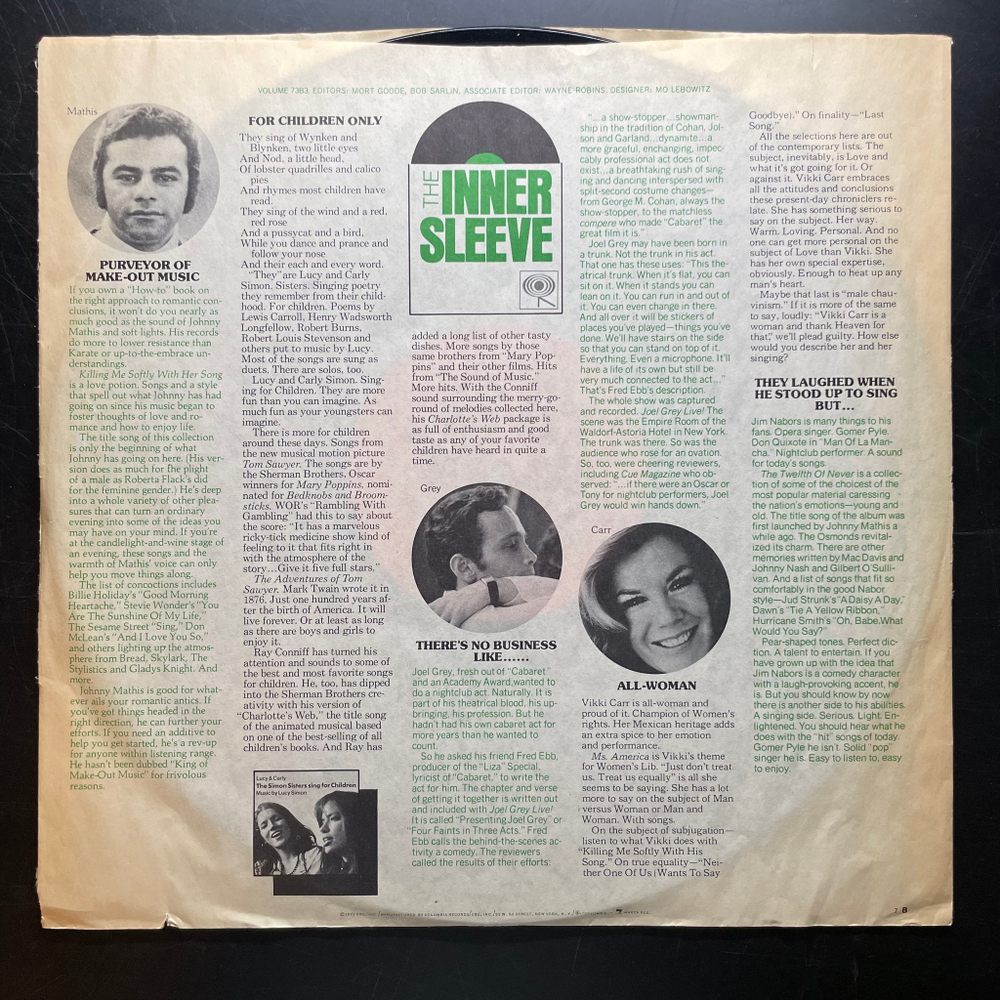 VOLUME 73B3. EDITORS: MORT GOODE, BOB SARLIN, ASSOCIATE EDITOR: WAYNE ROBINS, DESIGNER: MO LEBOWITZ
Mathis
PURVEYOR OF
MAKE-OUT MUSIC
If you own a "How-to" book on
the right approach to romantic con-
clusions, it won't do you nearly as
much good as the sound of Johnny
Mathis and soft lights. His records
do more to lower resistance than
Karate or up-to-the-embrace un-
derstandings.
Killing Me Softly With Her Song
is a love potion. Songs and a style
that spell out what Johnny has had
going on since his music began to
foster thoughts of love and ro-
mance and how to enjoy life.
The title song of this collection
is only the beginning of what
Johnny has going on here. (His ver-
sion does as much for the plight
of a male as Roberta Flack's did
for the feminine gender.) He's deep
into a whole variety of other plea-
sures that can turn an ordinary
evening into some of the ideas you
may have on your mind. If you're
at the candlelight-and-wine stage of
an evening, these songs and the
warmth of Mathis' voice can only
help you move things along.
The list of concoctions includes
Billie Holiday's "Good Morning
Heartache," Stevie Wonder's "You
Are The Sunshine Of My Life,"
The Sesame Street "Sing," Don
McLean's "And I Love You So,"
and others lighting up the atmos-
phere from Bread, Skylark, The
Stylistics and Gladys Knight. And
more.
Johnny Mathis is good for what-
ever ails your romantic antics. If
you've got things headed in the
right direction, he can further your
efforts. If you need an additive to
help you get started, he's a rev-up
for anyone within listening range.
He hasn't been dubbed "King of
Make-Out Music" for frivolous
reasons.
FOR CHILDREN ONLY
They sing of Wynken and
Blynken, two little eyes
And Nod, a little head,
Of lobster quadrilles and calico
pies
And rhymes most children have
read.
They sing of the wind and a red,
red rose
And a pussycat and a bird,
While you dance and prance and
follow your nose
And their each and every word.
"They" are Lucy and Carly
Simon. Sisters. Singing poetry
they remember from their child-
hood. For children. Poems by
Lewis Carroll, Henry Wadsworth
Longfellow, Robert Burns,
Robert Louis Stevenson and
others put to music by Lucy.
Most of the songs are sung as
duets. There are solos, too.
Lucy and Carly Simon. Sing-
ing for Children. They are more
fun than you can imagine. As
much fun as your youngsters can
imagine.
There is more for children
around these days. Songs from
the new musical motion picture
Tom Sawyer. The songs are by
the Sherman Brothers, Oscar
winners for Mary Poppins, nomi-
nated for Bedknobs and Broom-
sticks. WOR's "Rambling With
Gambling" had this to say about
the score: "It has a marvelous
ricky-tick medicine show kind of
feeling to it that fits right in
with the atmosphere of the
story...Give it five full stars."
The Adventures of Tom
Sawyer. Mark Twain wrote it in
1876. Just one hundred years af-
ter the birth of America. It will
live forever. Or at least as long
as there are boys and girls to
enjoy it.
Ray Conniff has turned his
attention and sounds to some of
the best and most favorite songs
for children. He, too, has dipped
into the Sherman Brothers cre-
ativity with his version of
"Charlotte's Web," the title song
of the animated musical based
on one of the best-selling of all
children's books. And Ray has
Lucy & Carly
The Simon Sisters sing for Children
Music by Lucy Simon
THE
INNER
SLEEVE
added a long list of other tasty
dishes. More songs by those
same brothers from "Mary Pop-
pins" and their other films. Hits
from "The Sound of Music."
More hits. With the Conniff
sound surrounding the merry-go-
round of melodies collected here,
his Charlotte's Web package is
as full of enthusiasm and good
taste as any of your favorite
children have heard in quite a
time.
Grey
THERE'S NO BUSINESS
LIKE......
Joel Grey, fresh out of "Cabaret"
and an Academy Award,wanted to
do a nightclub act. Naturally. It is
part of his theatrical blood, his up-
bringing, his profession. But he
hadn't had his own cabaret act for
more years than he wanted to
count.
So he asked his friend Fred Ebb,
producer of the "Liza" Special,
lyricist of "Cabaret," to write the
act for him. The chapter and verse
of getting it together is written out
and included with Joel Grey Live!
It is called "Presenting Joel Grey" or
"Four Faints in Three Acts." Fred
Ebb calls the behind-the-scenes ac-
tivity a comedy. The reviewers
called the results of their efforts:
"...a show-stopper...showman-
ship in the tradition of Cohan, Jol-
son and Garland...dynamite...a
more graceful, enchanging, impec-
cably professional act does not
exist...a breathtaking rush of sing-
ing and dancing interspersed with
split-second costume changes—
from George M. Cohan, always the
show-stopper, to the matchless
compere who made "Cabaret" the
great film it is."
Joel Grey may have been born in
a trunk. Not the trunk in his act.
That one has these uses: "This the-
atrical trunk. When it's flat, you can
sit on it. When it stands you can
lean on it. You can run in and out of
it. You can even change in there.
And all over it will be stickers of
places you've played—things you've
done. We'll have stairs on the side
so that you can stand on top of it.
Everything. Even a microphone. It'll
have a life of its own but still be
very much connected to the act..."
That's Fred Ebb's description.
The whole show was captured
and recorded. Joel Grey Live! The
scene was the Empire Room of the
Waldorf-Astoria Hotel in New York.
The trunk was there. So was the
audience who rose for an ovation.
So, too, were cheering reviewers,
including Cue Magazine who ob-
served: "...if there were an Oscar or
Tony for nightclub performers, Joel
Grey would win hands down."
Carr
ALL-WOMAN
Vikki Carr is all-woman and
proud of it. Champion of Women's
rights. Her Mexican heritage adds
an extra spice to her emotion
and performance.
Ms. America is Vikki's theme
for Women's Lib. "Just don't treat
us. Treat us equally" is all she
seems to be saying. She has a lot
more to say on the subject of Man
versus Woman or Man and
Woman. With songs.
On the subject of subjugation—
listen to what Vikki does with
"Killing Me Softly With His
Song." On true equality—"Nei-
ther One Of Us (Wants To Say
Goodbye)." On finality—"Last
Song."
All the selections here are out
of the contemporary lists. The
subject, inevitably, is Love and
what it's got going for it. Or
against it. Vikki Carr embraces
all the attitudes and conclusions
these present-day chroniclers re-
late. She has something serious to
say on the subject. Her way.
Warm. Loving. Personal. And no
one can get more personal on the
subject of Love than Vikki. She
has her own special expertise,
obviously. Enough to heat up any
man's heart.
Maybe that last is "male chau-
vinism." If it is more of the same
to say, loudly: "Vikki Carr is a
woman and thank Heaven for
that," we'll plead guilty. How else
would you describe her and her
singing?
THEY LAUGHED WHEN
HE STOOD UP TO SING
BUT...
Jim Nabors is many things to his
fans. Opera singer. Gomer Pyle.
Don Quixote in "Man Of La Man-
cha." Nightclub performer. A sound
for today's songs.
The Twelfth Of Never is a collec-
tion of some of the choicest of the
most popular material caressing
the nation's emotions—young and
old. The title song of the album was
first launched by Johnny Mathis a
while ago. The Osmonds revital-
ized its charm. There are other
memories written by Mac Davis and
Johnny Nash and Gilbert O'Sulli-
van. And a list of songs that fit so
comfortably in the good Nabor
style—Jud Strunk's "A Daisy A Day,"
Dawn's "Tie A Yellow Ribbon,"
Hurricane Smith's "Oh, Babe, What
Would You Say?"
Pear-shaped tones. Perfect dic-
tion. A talent to entertain. If you
have grown up with the idea that
Jim Nabors is a comedy character
with a laugh-provoking accent, he
is. But you should know by now
there is another side to his abilities.
A singing side. Serious. Light. En-
lightened. You should hear what he
does with the "hit" songs of today.
Gomer Pyle he isn't. Solid "pop"
singer he is. Easy to listen to, easy
to enjoy.
MANUFACTURED BY COLUMBIA RECORDS/CBS, INC./51 W. 52 STREET, NEW YORK, N.Y.
7 B